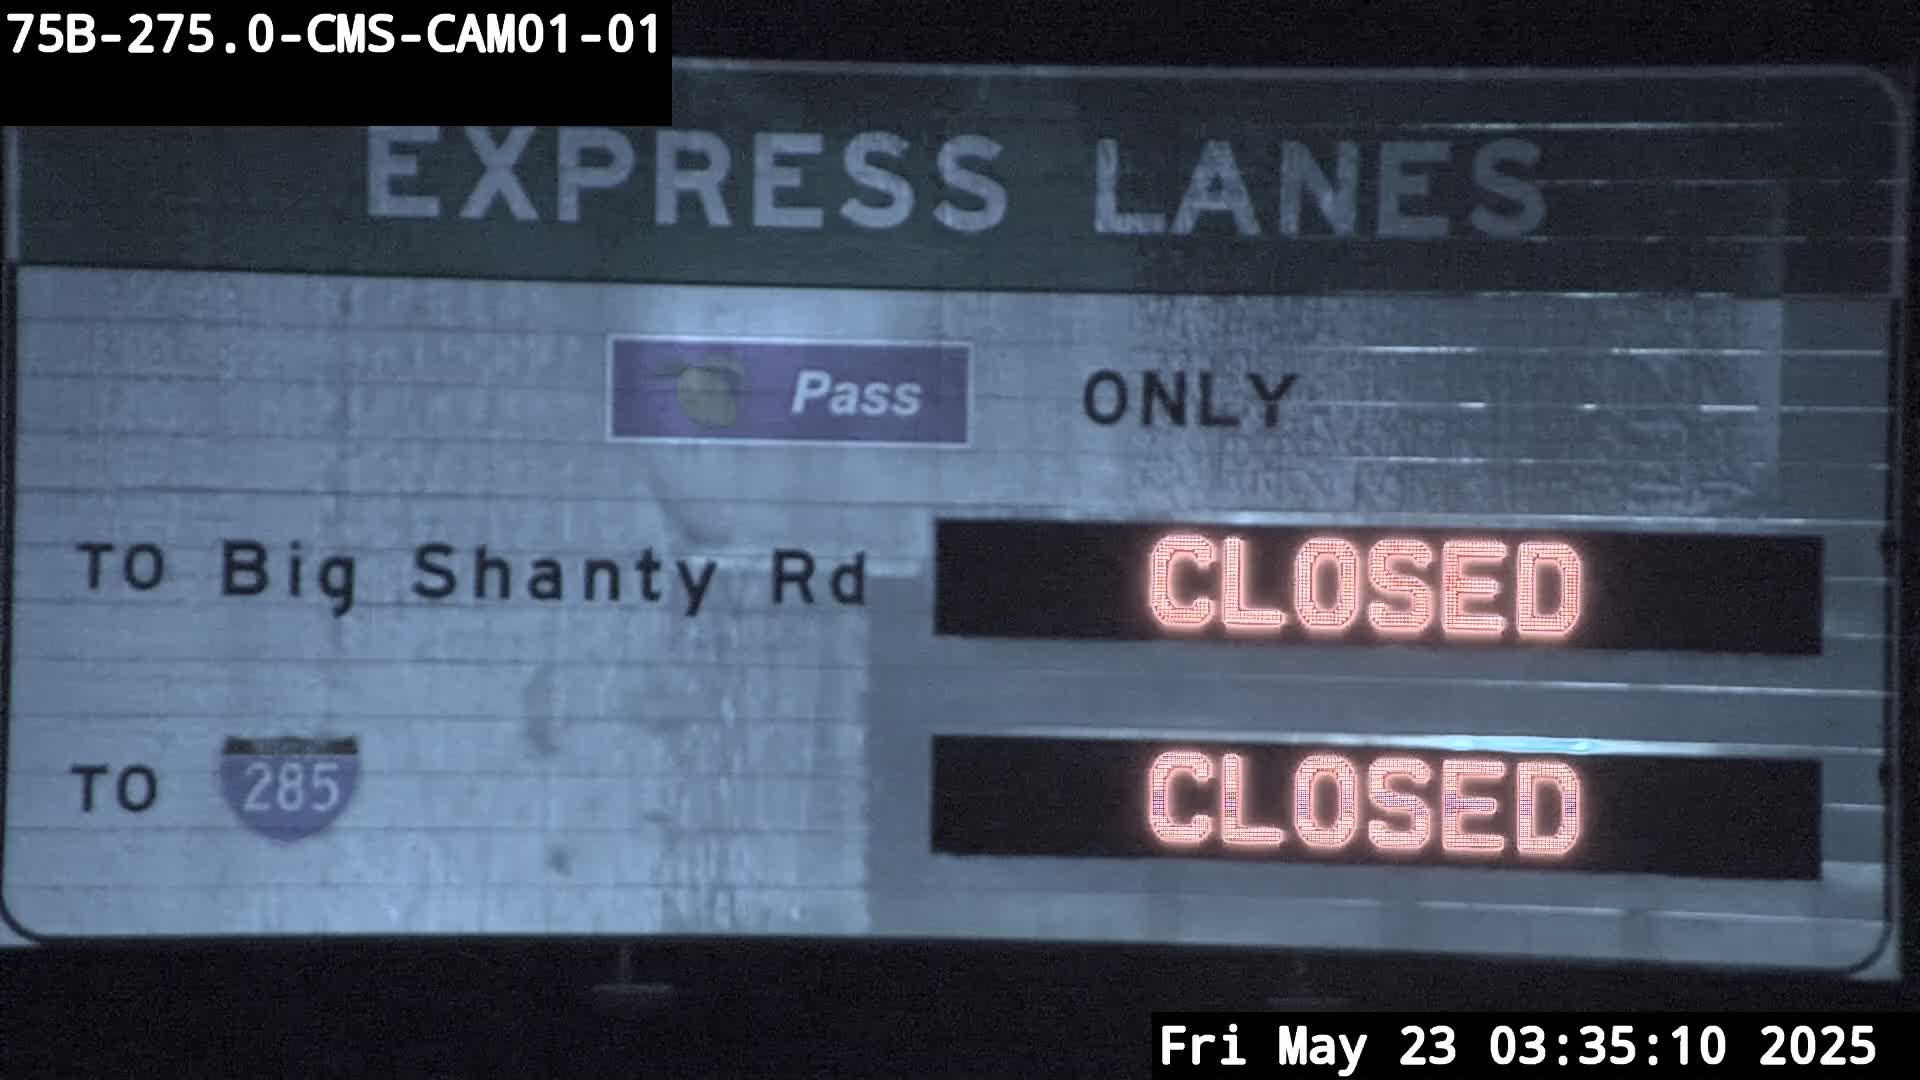 75B-275.0-CMS-CAM01-01
EXPRESS LANES
Pass ONLY
TO Big Shanty Rd CLOSED
TO 285 CLOSED
Fri May 23 03:35:10 2025